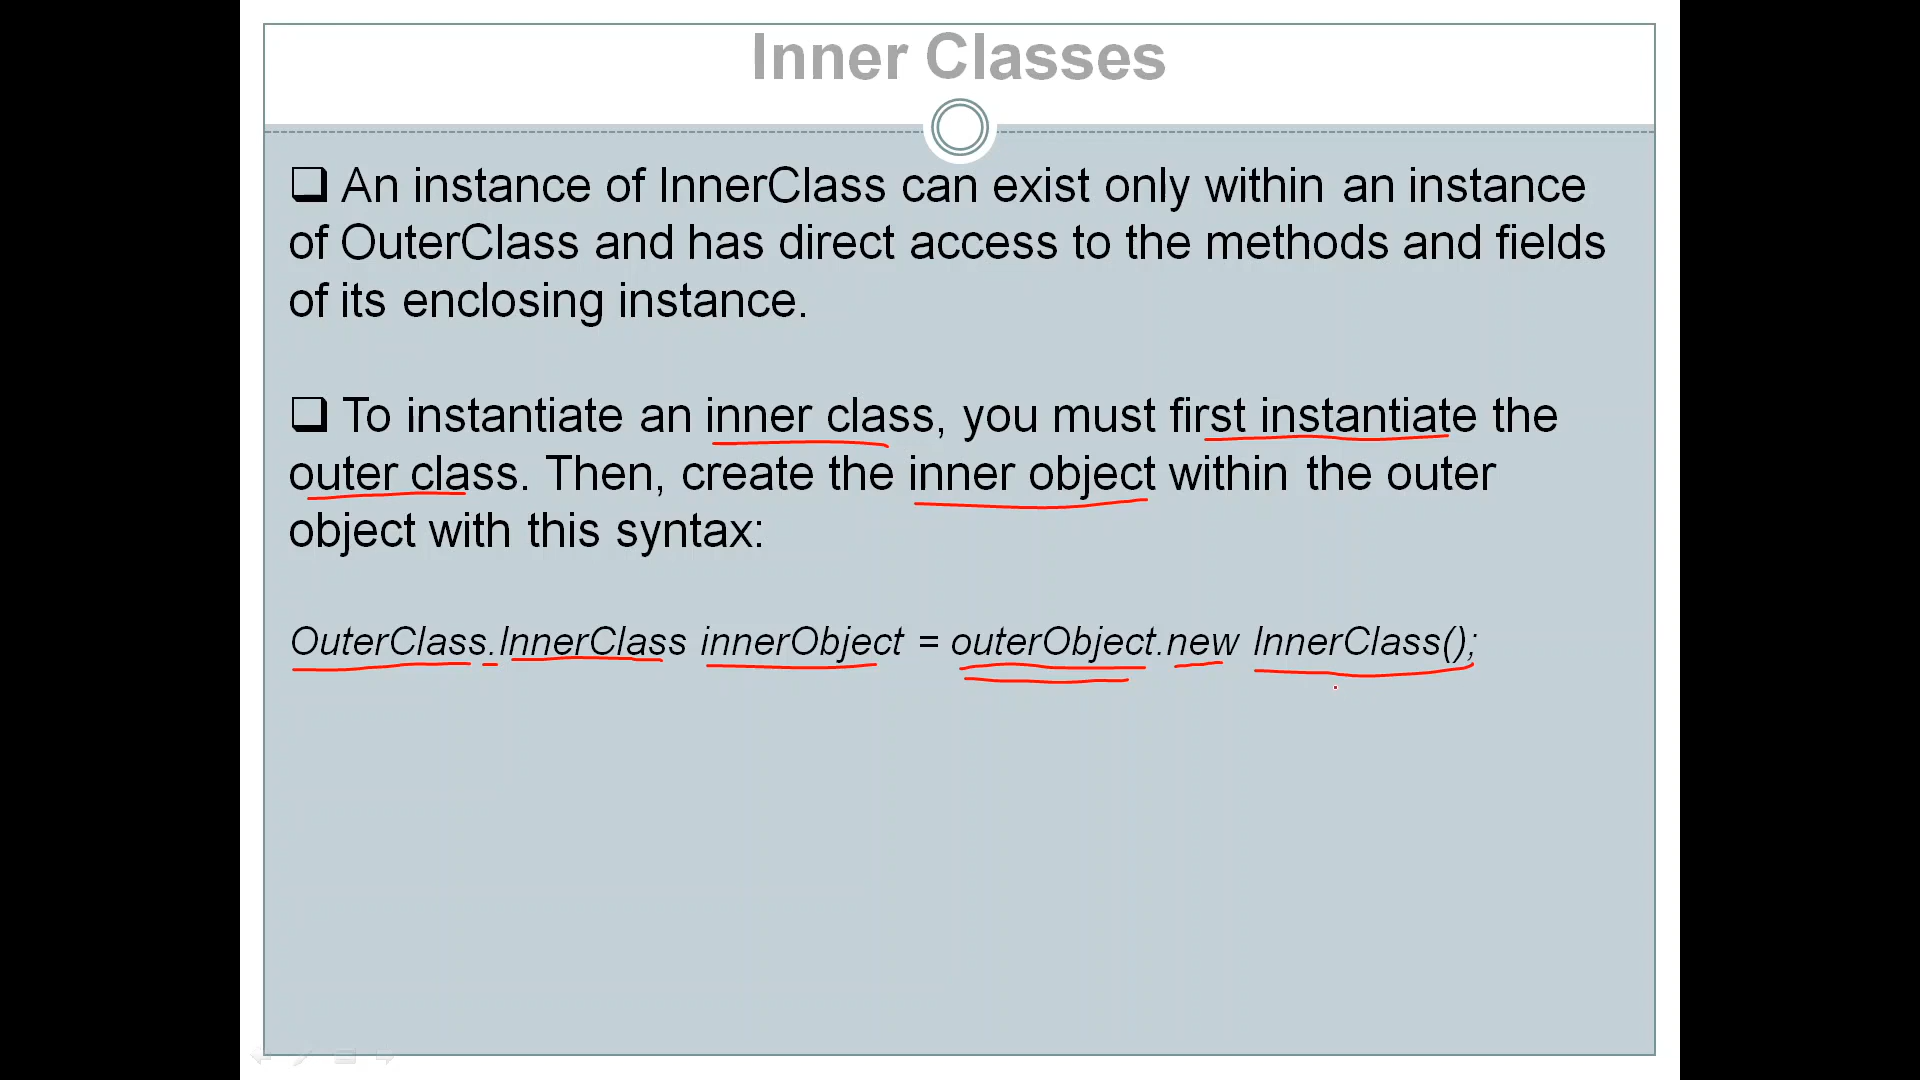 Inner Classes
❑ An instance of InnerClass can exist only within an instance
of OuterClass and has direct access to the methods and fields
of its enclosing instance.
❑ To instantiate an inner class, you must first instantiate the
outer class. Then, create the inner object within the outer
object with this syntax:
OuterClass.InnerClass innerObject = outerObject.new InnerClass();